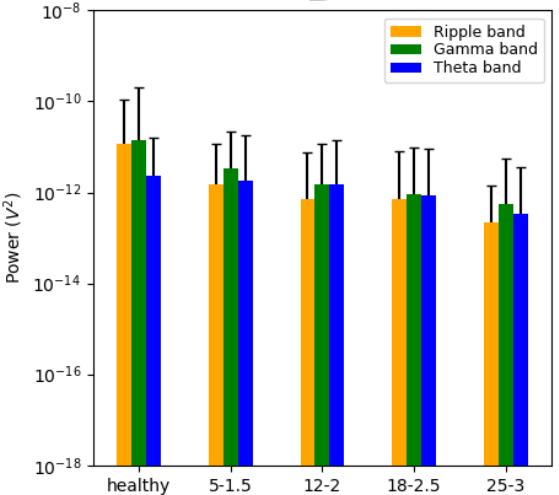 10⁻⁸
Ripple band
Gamma band
Theta band
10⁻¹⁰
10⁻¹²
Power (V²)
10⁻¹⁴
10⁻¹⁶
10⁻¹⁸
healthy 5-1.5 12-2 18-2.5 25-3